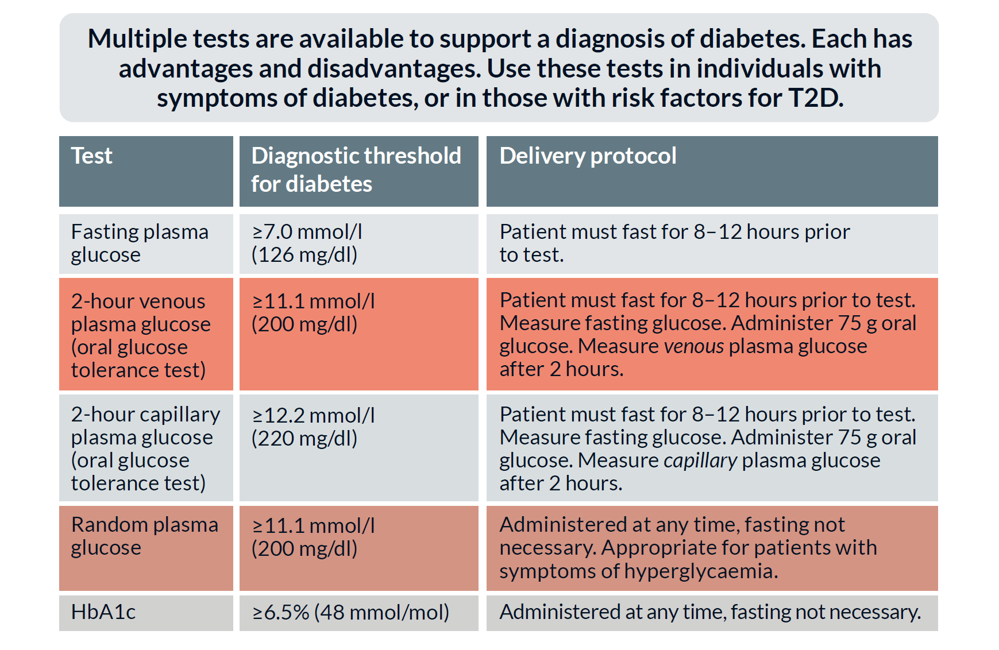 Multiple tests are available to support a diagnosis of diabetes. Each has
advantages and disadvantages. Use these tests in individuals with
symptoms of diabetes, or in those with risk factors for T2D.
Test
Diagnostic threshold
for diabetes
Delivery protocol
Fasting plasma
glucose
≥7.0 mmol/l
(126 mg/dl)
Patient must fast for 8–12 hours prior
to test.
2-hour venous
plasma glucose
(oral glucose
tolerance test)
≥11.1 mmol/l
(200 mg/dl)
Patient must fast for 8–12 hours prior to test.
Measure fasting glucose. Administer 75 g oral
glucose. Measure venous plasma glucose
after 2 hours.
2-hour capillary
plasma glucose
(oral glucose
tolerance test)
≥12.2 mmol/l
(220 mg/dl)
Patient must fast for 8–12 hours prior to test.
Measure fasting glucose. Administer 75 g oral
glucose. Measure capillary plasma glucose
after 2 hours.
Random plasma
glucose
≥11.1 mmol/l
(200 mg/dl)
Administered at any time, fasting not
necessary. Appropriate for patients with
symptoms of hyperglycaemia.
HbA1c
≥6.5% (48 mmol/mol)
Administered at any time, fasting not necessary.